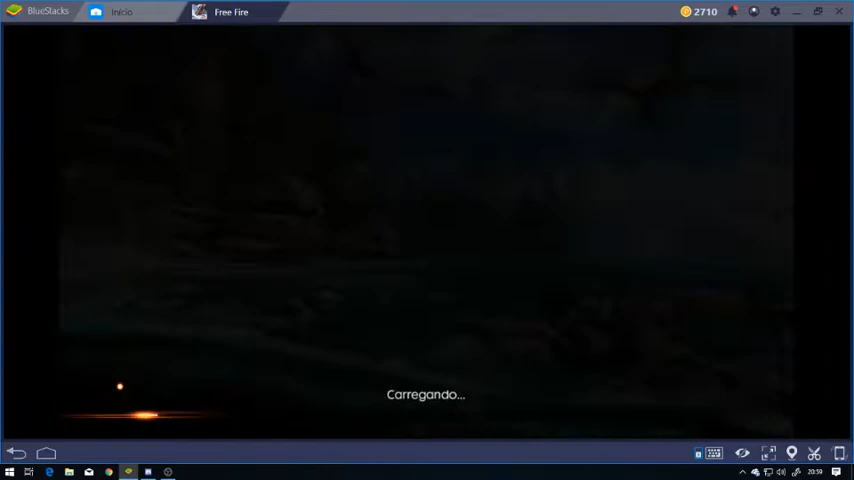 BlueStacks
Início
Free Fire
2710
Carregando...
20:59